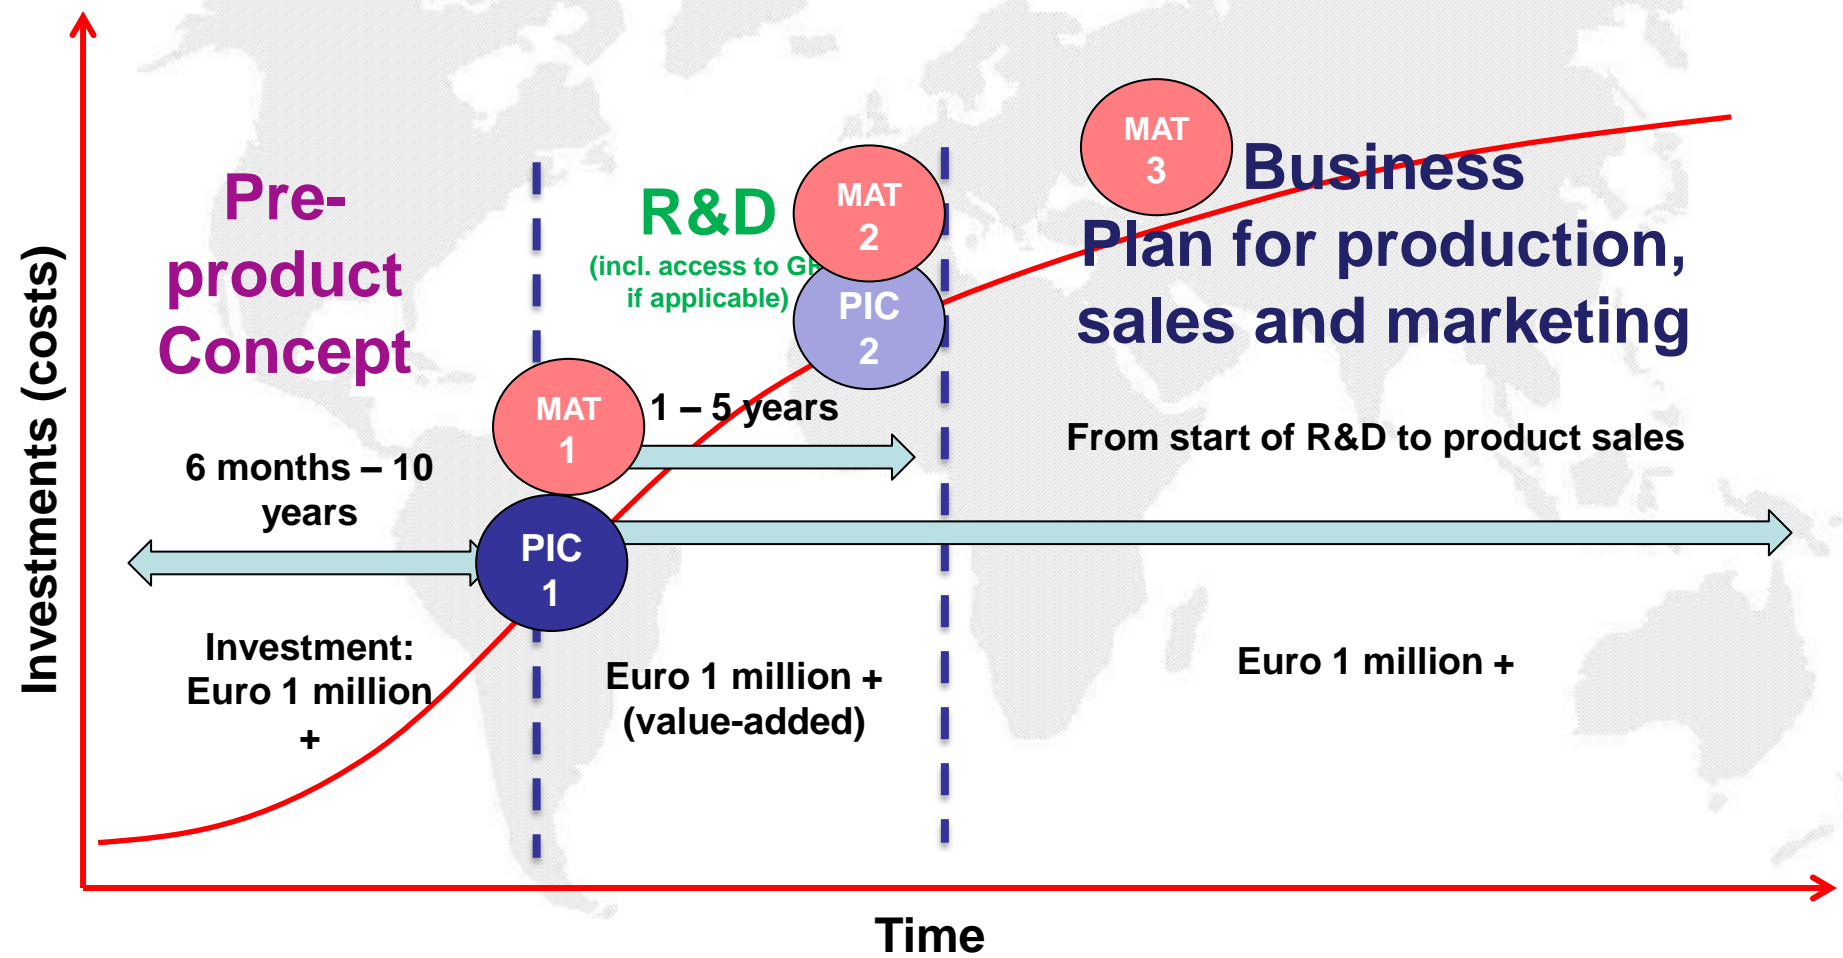 Investments (costs)
Pre-
product
Concept
6 months – 10
years
Investment:
Euro 1 million
+
R&D
(incl. access to
if applicable)
MAT
2
PIC
2
MAT
1
PIC
1
1 – 5 years
Euro 1 million +
(value-added)
MAT
3
Business
Plan for production,
sales and marketing
From start of R&D to product sales
Euro 1 million +
Time